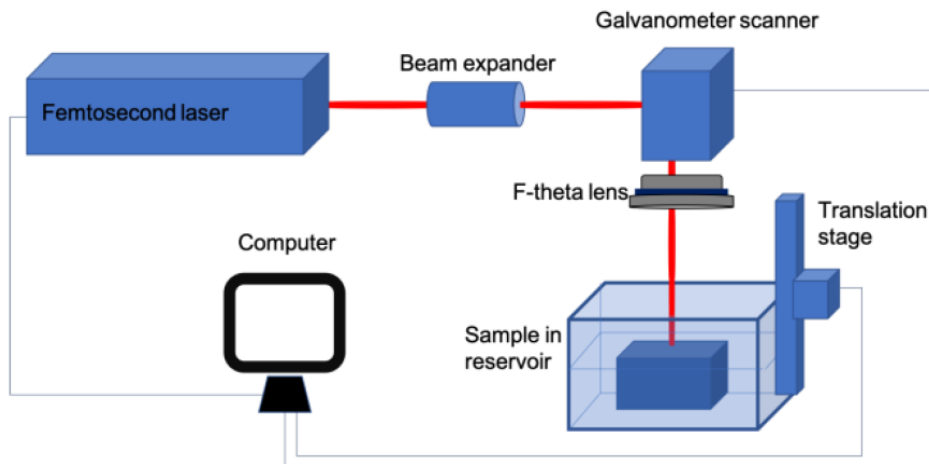 Galvanometer scanner
Beam expander
Femtosecond laser
F-theta lens
Translation
stage
Computer
Sample in
reservoir